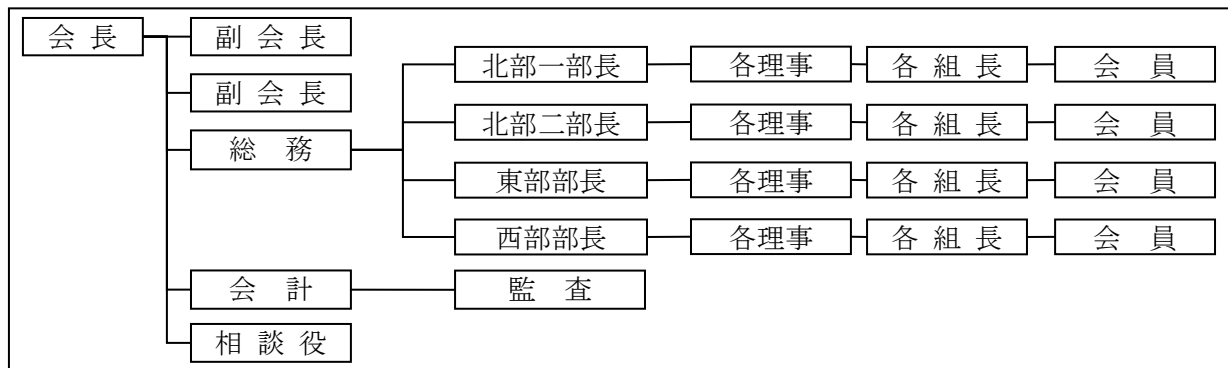 会長
副会長
北部一部長 各理事 各組長 会員
副会長
北部二部長 各理事 各組長 会員
総務
東部部長 各理事 各組長 会員
西部部長 各理事 各組長 会員
会計 監査
相談役